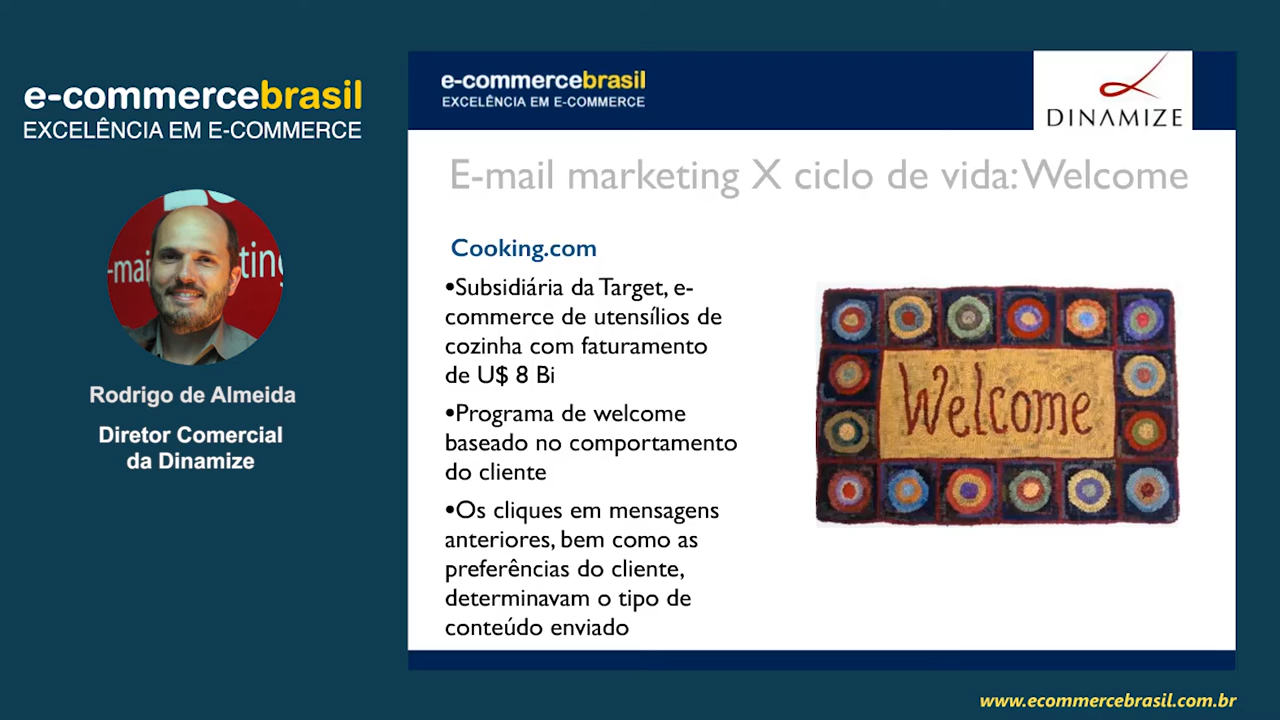 e-commercebrasil
EXCELÊNCIA EM E-COMMERCE
-mai
ting
Rodrigo de Almeida
Diretor Comercial
da Dinamize
e-commercebrasil
EXCELÊNCIA EM E-COMMERCE
DINAMIZE
E-mail marketing X ciclo de vida: Welcome
Cooking.com
•Subsidiária da Target, e-
commerce de utensílios de
cozinha com faturamento
de U$ 8 Bi
•Programa de welcome
baseado no comportamento
do cliente
•Os cliques em mensagens
anteriores, bem como as
preferências do cliente,
determinavam o tipo de
conteúdo enviado
Welcome
www.ecommercebrasil.com.br